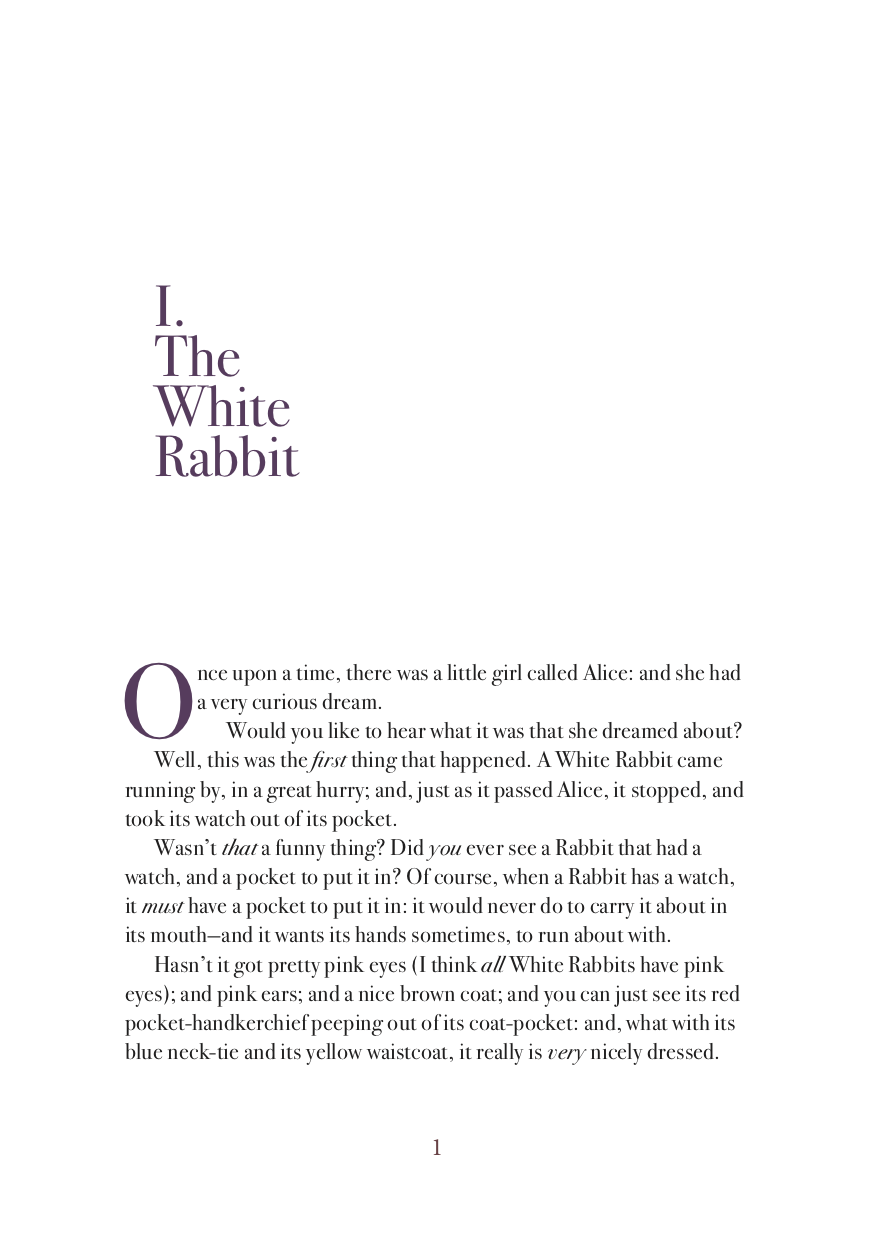 I.
The
White
Rabbit
Once upon a time, there was a little girl called Alice: and she had
a very curious dream.
Would you like to hear what it was that she dreamed about?
Well, this was the first thing that happened. A White Rabbit came
running by, in a great hurry; and, just as it passed Alice, it stopped, and
took its watch out of its pocket.
Wasn’t that a funny thing? Did you ever see a Rabbit that had a
watch, and a pocket to put it in? Of course, when a Rabbit has a watch,
it must have a pocket to put it in: it would never do to carry it about in
its mouth—and it wants its hands sometimes, to run about with.
Hasn’t it got pretty pink eyes (I think all White Rabbits have pink
eyes); and pink ears; and a nice brown coat; and you can just see its red
pocket-handkerchief peeping out of its coat-pocket: and, what with its
blue neck-tie and its yellow waistcoat, it really is very nicely dressed.
1